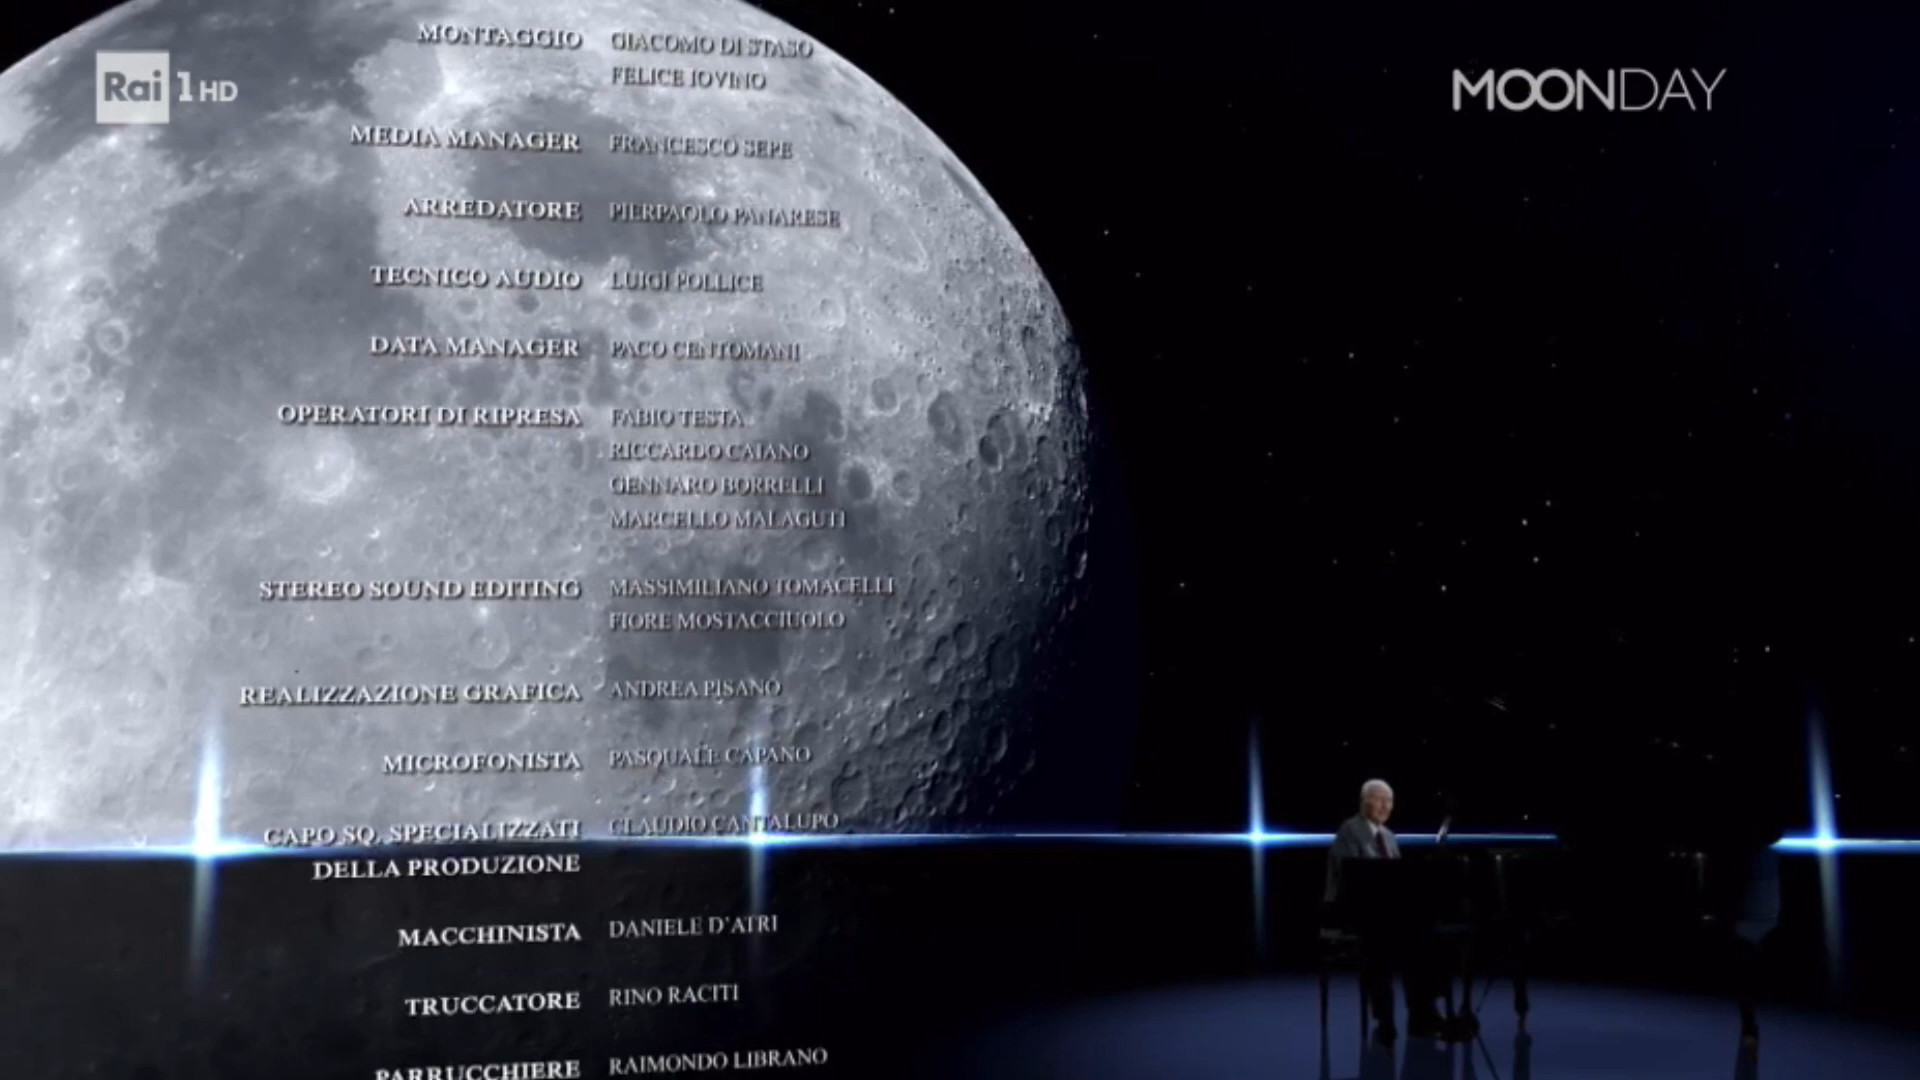 Rai 1 HD
MOONDAY
MONTAGGIO GIACOMO DI STASO
FELICE IOVINO
MEDIA MANAGER FRANCESCO SEPE
ARREDATORE PIERPAOLO PANARESE
TECNICO AUDIO LUIGI POLLICE
DATA MANAGER PACO CENTOMANI
OPERATORI DI RIPRESA FABIO TESTA
RICCARDO CAIANO
GENNARO BORRELLI
MARCELLO MALAGUTI
STEREO SOUND EDITING MASSIMILIANO TOMACELLI
FIORE MOSTACCIUOLO
REALIZZAZIONE GRAFICA ANDREA PISANO
MICROFONISTA PASQUALE CAPANO
CAPO SQ. SPECIALIZZATI CLAUDIO CANTALUPO
DELLA PRODUZIONE
MACCHINISTA DANIELE D'ATRI
TRUCCATORE RINO RACITI
PARRUCCHIERE RAIMONDO LIBRANO